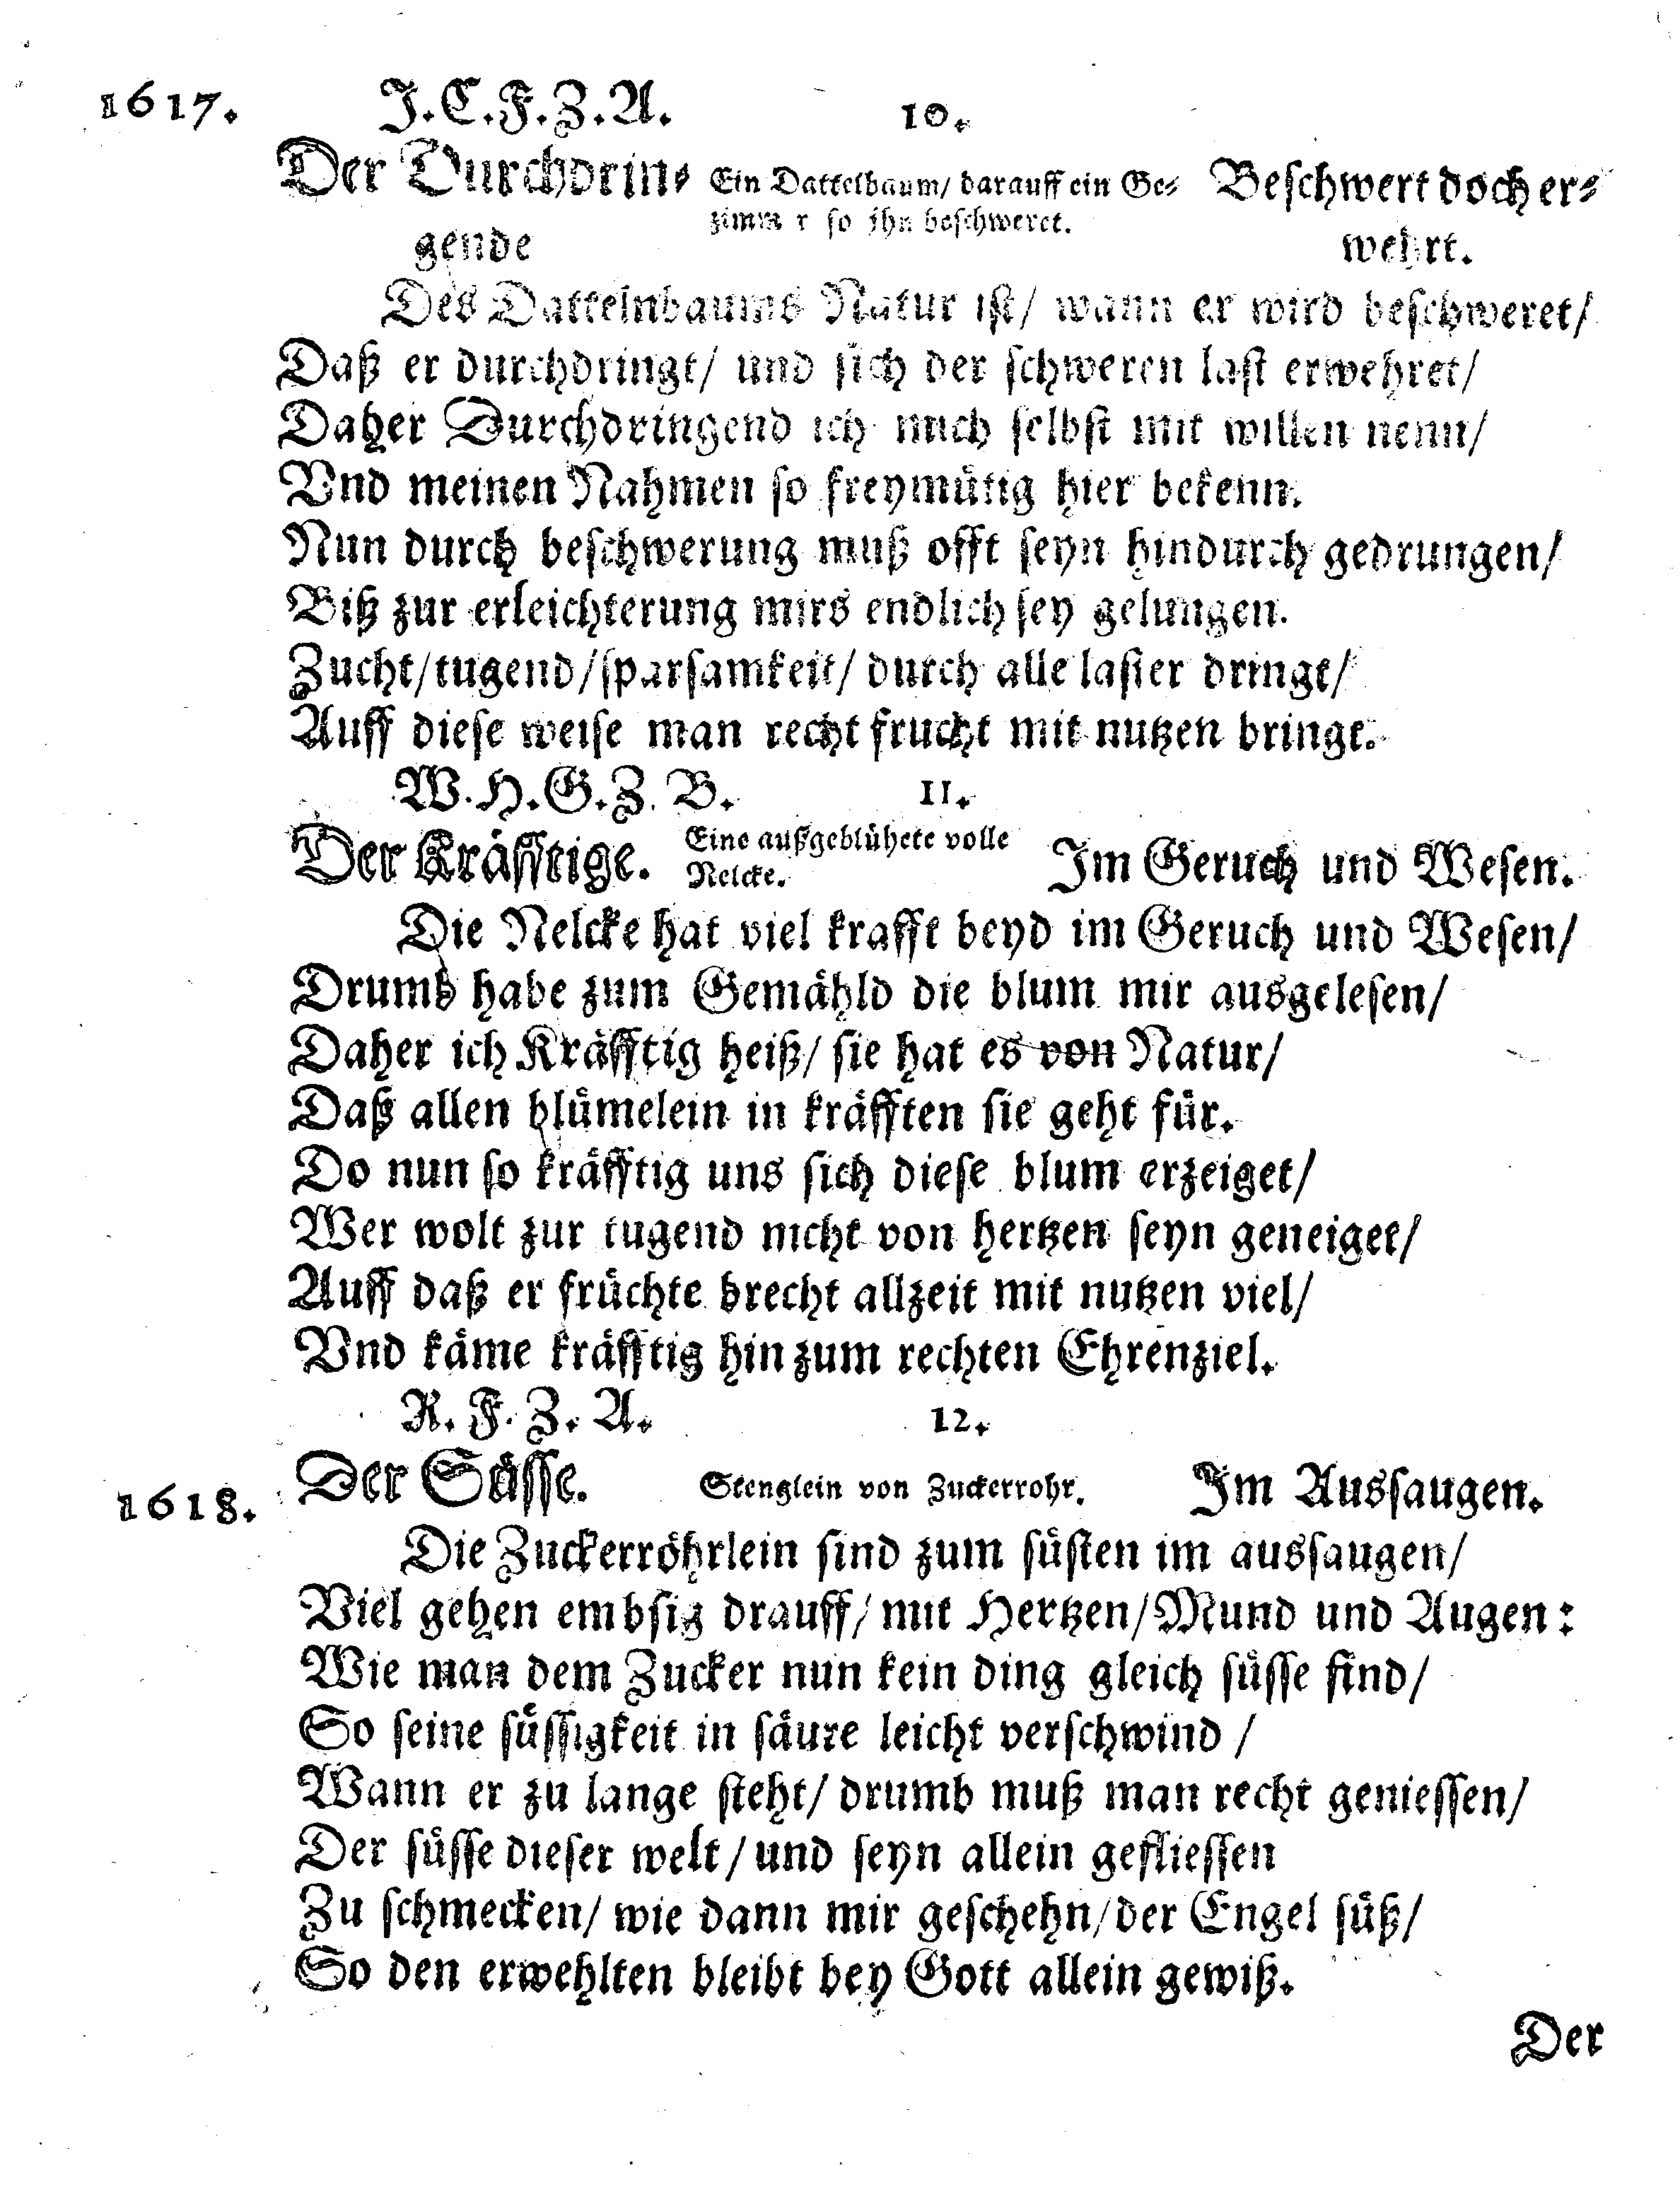 1617. J. C. F. Z. A. 10.
Der Durchdrin⸗ Ein Dattelbaum/ darauff ein Ge⸗ Beschwert doch er⸗
gende zimmer so jhn beschweret. wehrt.
Des Dattelnbaums Natur ist/ wann er wird beschweret/
Daß er durchdringt/ und sich der schweren last erwehret/
Daher Durchdringend ich mich selbst mit willen nenn/
Vnd meinen Nahmen so freymütig hier bekenn.
Nun durch beschwerung muß offt seyn hindurch gedrungen/
Biß zur erleichterung mirs endlich sey gelungen.
Zucht/tugend/sparsamkeit/ durch alle laster dringt/
Auff diese weise man recht frucht mit nutzen bringt.
W. H. G. Z. B. 11.
Der Kräfftige. Eine außgeblühete volle Im Geruch und Wesen.
Nelcke.
Die Nelcke hat viel krafft beyd im Geruch und Wesen/
Drumb habe zum Gemähld die blum mir ausgelesen/
Daher ich Kräfftig heiß/ sie hat es von Natur/
Daß allen blümelein in kräfften sie geht für.
Do nun so kräfftig uns sich diese blum erzeiget/
Wer wolt zur tugend nicht von hertzen seyn geneiget/
Auff daß er früchte brecht allzeit mit nutzen viel/
Vnd käme kräfftig hin zum rechten Ehrenziel.
R. F. Z. A. 12.
1618. Der Süsse. Stenglein von Zuckerrohr. Im Aussaugen.
Die Zuckerröhrlein sind zum süsten im aussaugen/
Viel gehen embsig drauff/ mit Hertzen/ Mund und Augen:
Wie man dem Zucker nun kein ding gleich süsse find/
So seine süssigkeit in säure leicht verschwind /
Wann er zu lange steht/ drumb muß man recht geniessen/
Der süsse dieser welt/ und seyn allein gefliessen
Zu schmecken/ wie dann mir geschehn/ der Engel süß/
So den erwehlten bleibt bey Gott allein gewiß.
Der